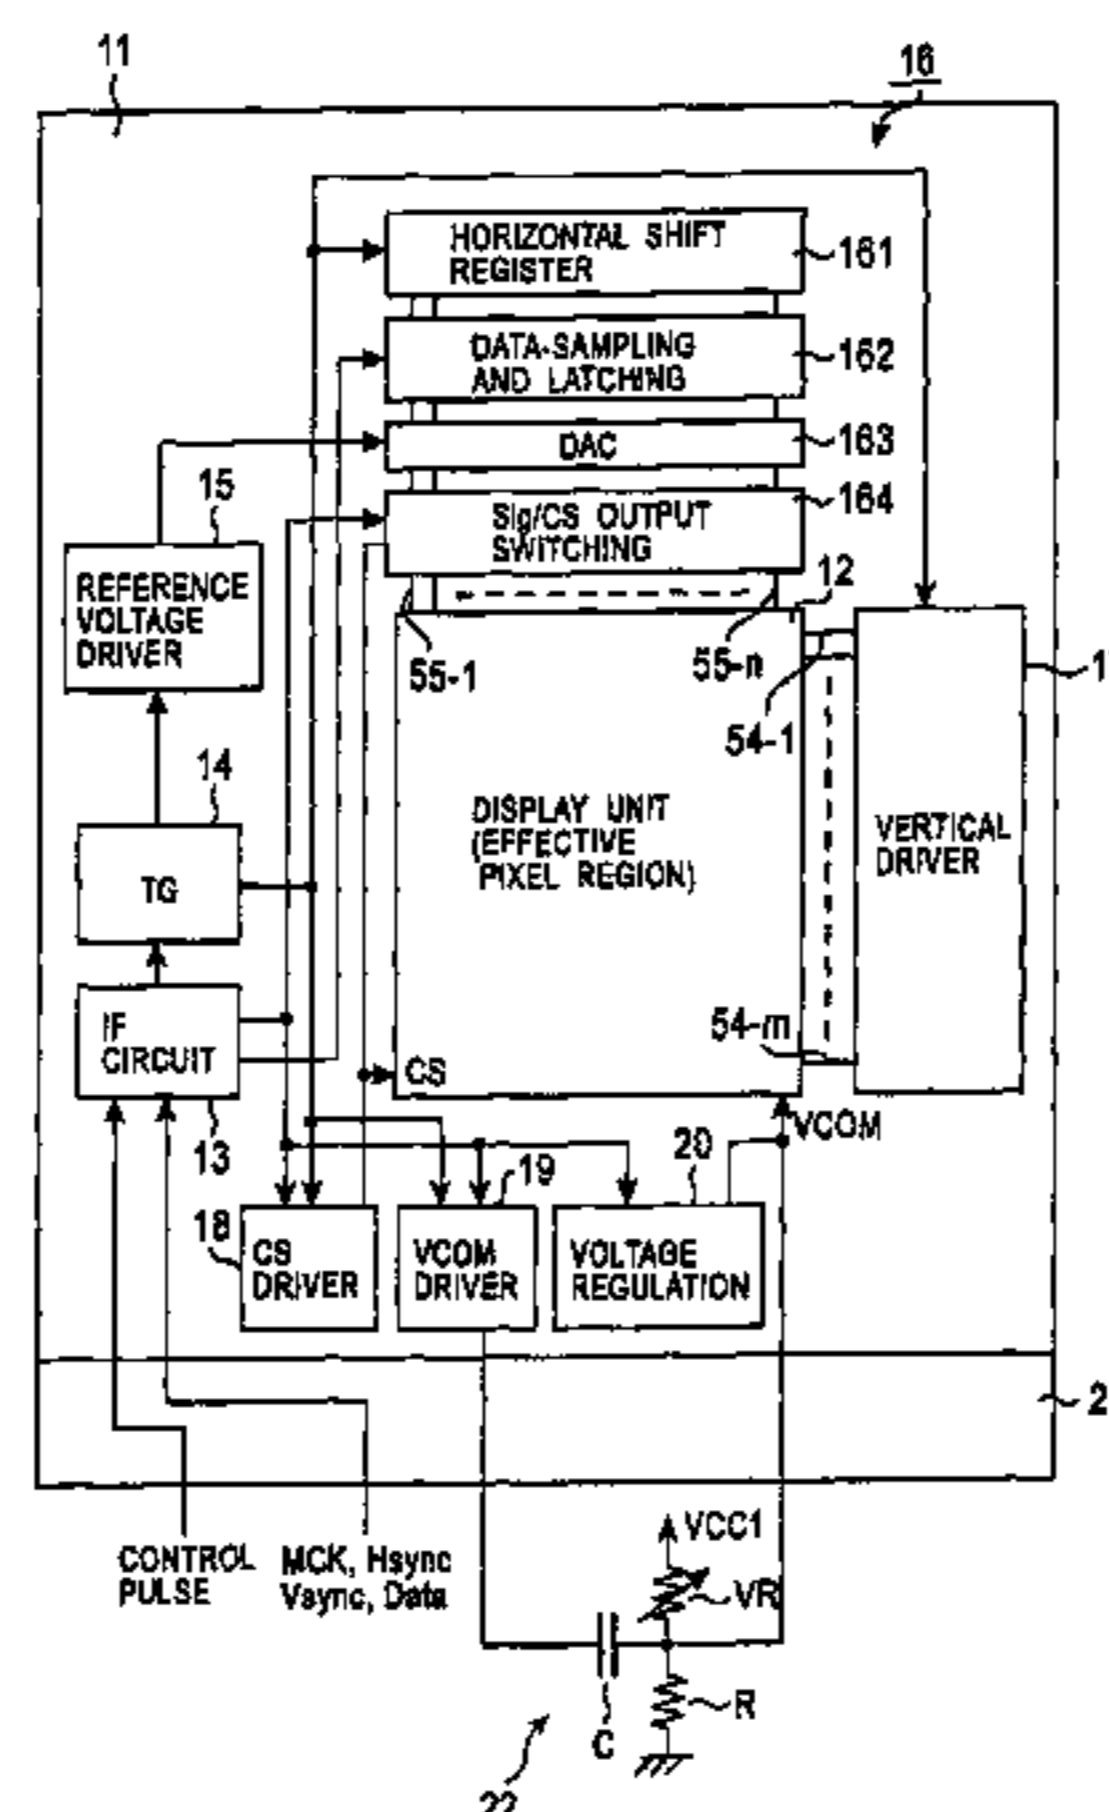 11
16
HORIZONTAL SHIFT
REGISTER
161
DATA-SAMPLING
AND LATCHING
162
DAC
163
15
Sig/CS OUTPUT
SWITCHING
164
REFERENCE
VOLTAGE
DRIVER
12
55-1
55-n
54-1
14
TG
DISPLAY UNIT
(EFFECTIVE
PIXEL REGION)
VERTICAL
DRIVER
IF
CIRCUIT
54-m
CS
13
VCOM
20
19
18
CS
DRIVER
VCOM
DRIVER
VOLTAGE
REGULATION
CONTROL
PULSE
MCK, Hsync
Vsync, Data
VCC1
VR
R
C